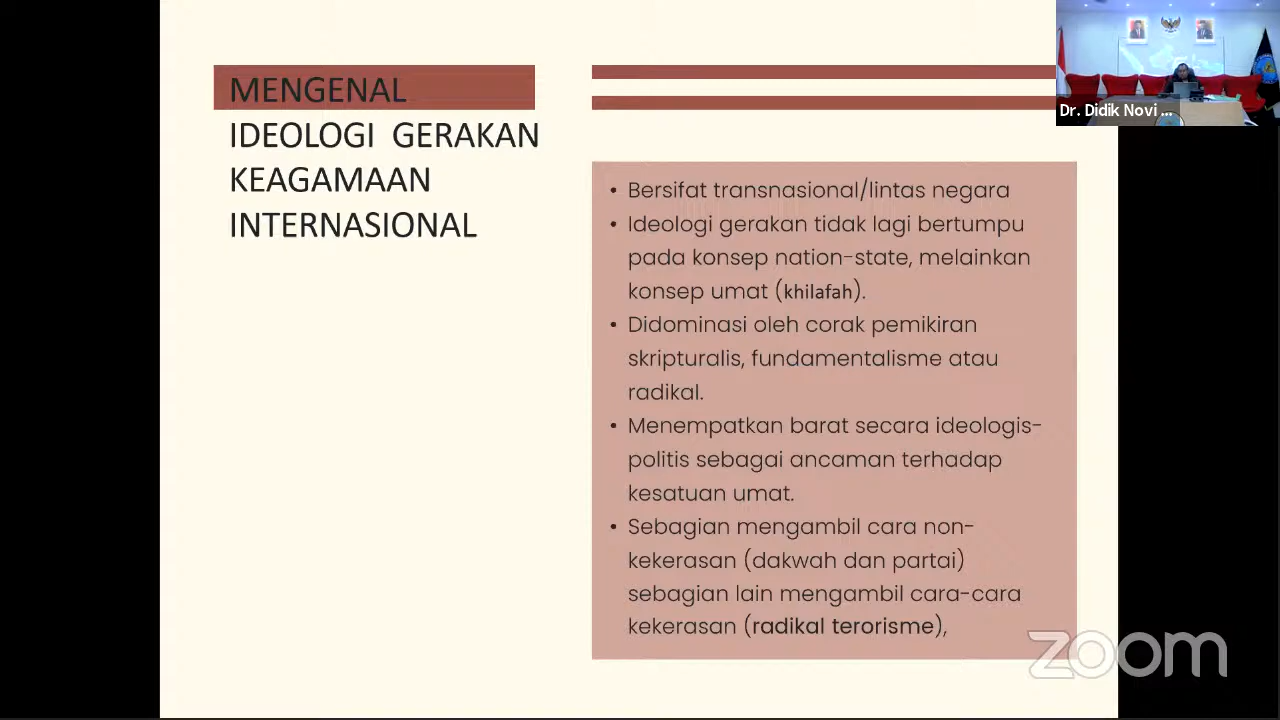 MENGENAL
IDEOLOGI GERAKAN
KEAGAMAAN
INTERNASIONAL
• Bersifat transnasional/lintas negara
• Ideologi gerakan tidak lagi bertumpu
pada konsep nation-state, melainkan
konsep umat (khilafah).
• Didominasi oleh corak pemikiran
skripturalis, fundamentalisme atau
radikal.
• Menempatkan barat secara ideologis-
politis sebagai ancaman terhadap
kesatuan umat.
• Sebagian mengambil cara non-
kekerasan (dakwah dan partai)
sebagian lain mengambil cara-cara
kekerasan (radikal terorisme),
Dr. Didik Novi ...
zoom